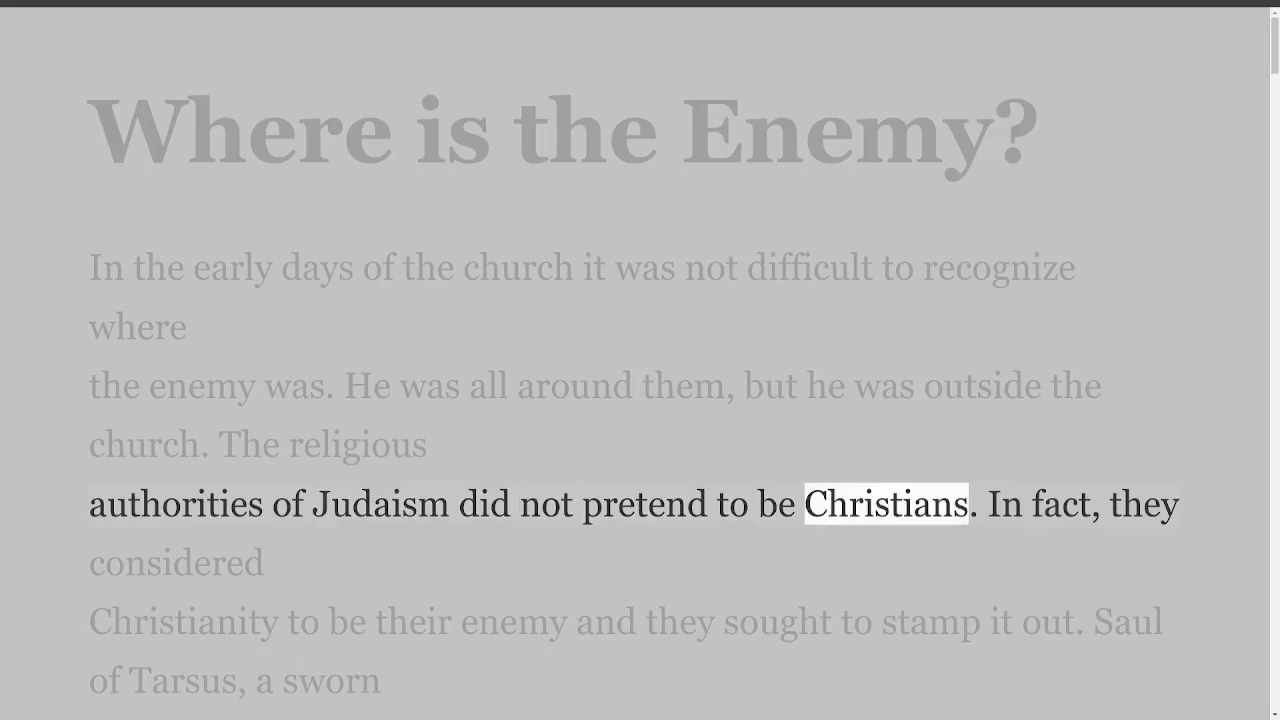 Where is the Enemy?
In the early days of the church it was not difficult to recognize
where
the enemy was. He was all around them, but he was outside the
church. The religious
authorities of Judaism did not pretend to be Christians. In fact, they
considered
Christianity to be their enemy and they sought to stamp it out. Saul
of Tarsus, a sworn